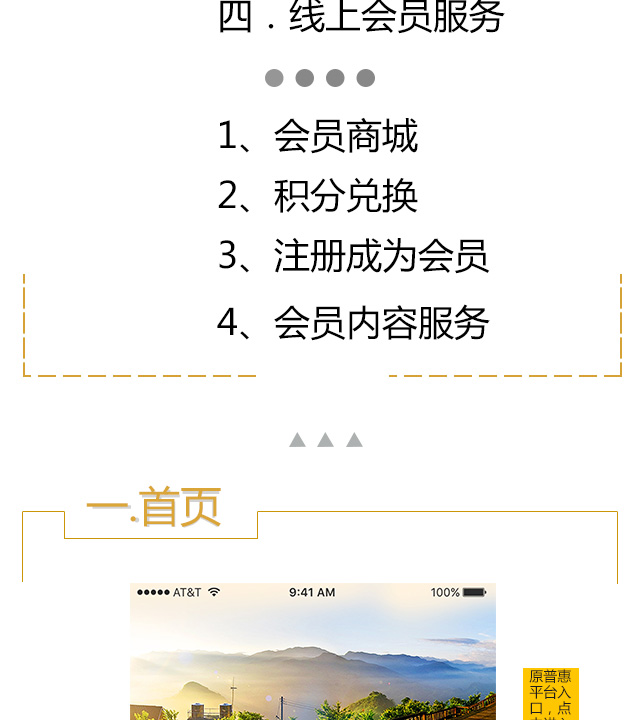 四．线上会员服务
1、会员商城
2、积分兑换
3、注册成为会员
4、会员内容服务
一.首页
AT&T 9:41 AM 100%
原普惠
平台入
口，点